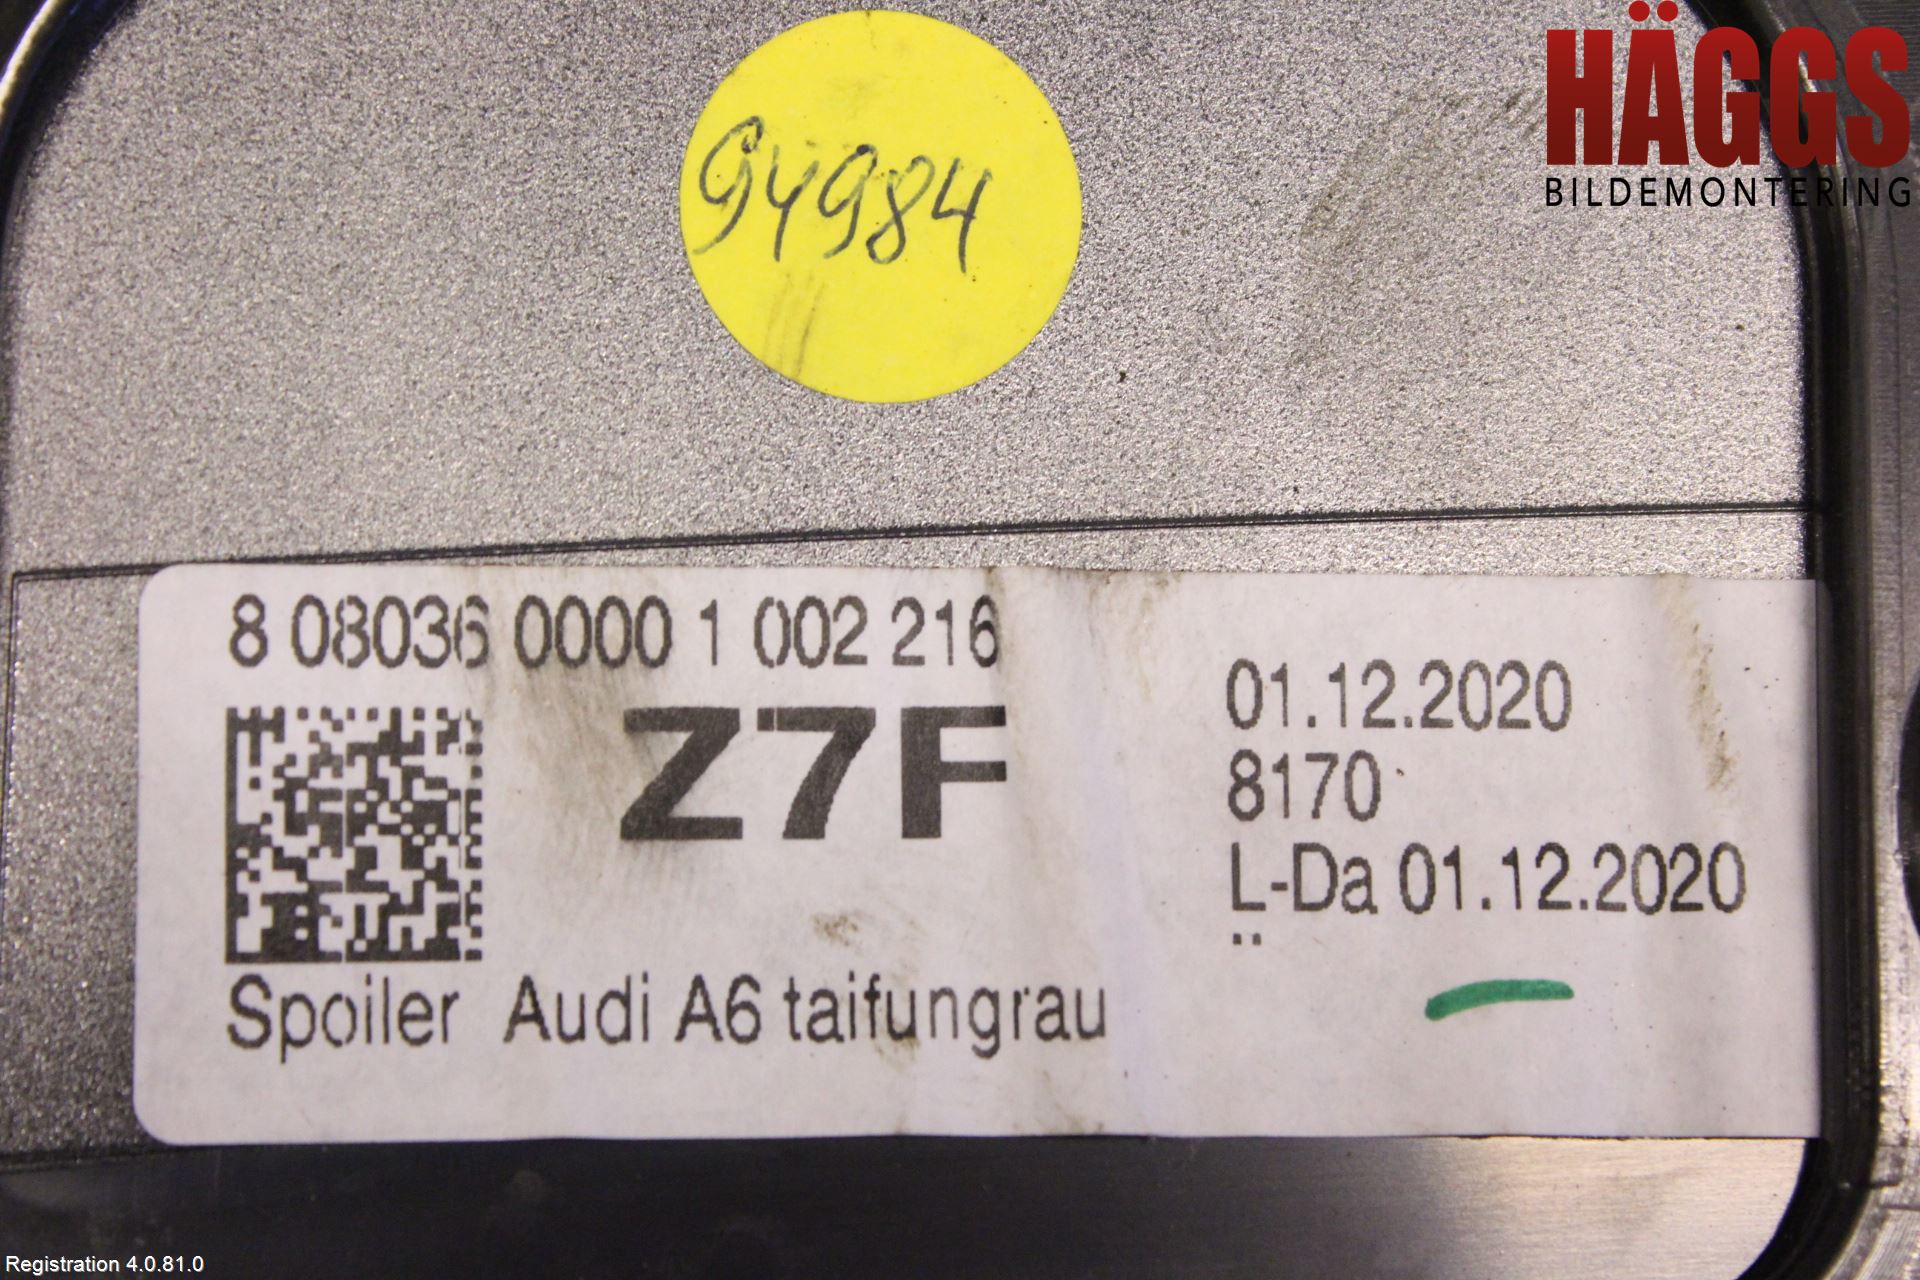 HÄGGS
BILDEMONTERING
94984
8 08036 0000 1 002 216
Z7F
01.12.2020
8170
L-Da 01.12.2020
Spoiler Audi A6 taifungrau
Registration 4.0.81.0